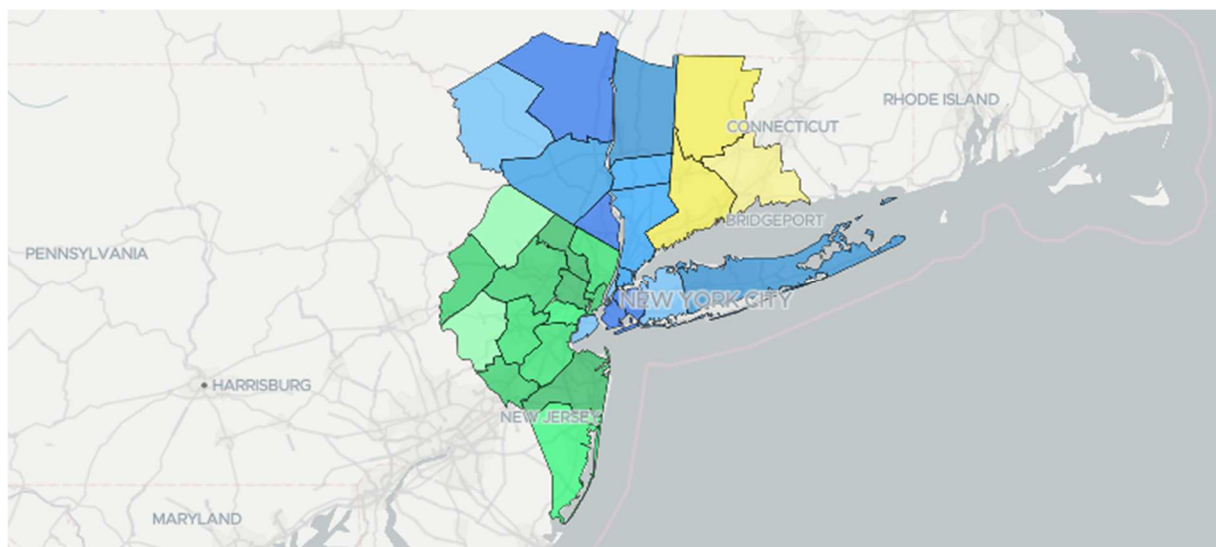 RHODE ISLAND
CONNECTICUT
BRIDGEPORT
PENNSYLVANIA
NEW YORK CITY
HARRISBURG
NEW JERSEY
MARYLAND